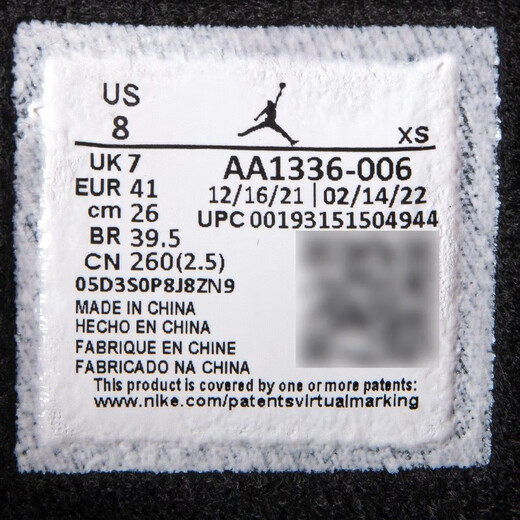 US
8
XS
UK 7
EUR 41
cm 26
BR 39.5
CN 260(2.5)
AA1336-006
12/16/21 | 02/14/22
UPC 00193151504944
05D3S0P8J8ZN9
MADE IN CHINA
HECHO EN CHINA
FABRIQUE EN CHINE
FABRICADO NA CHINA
This product is covered by one or more patents:
www.nike.com/patentsvirtualmarking